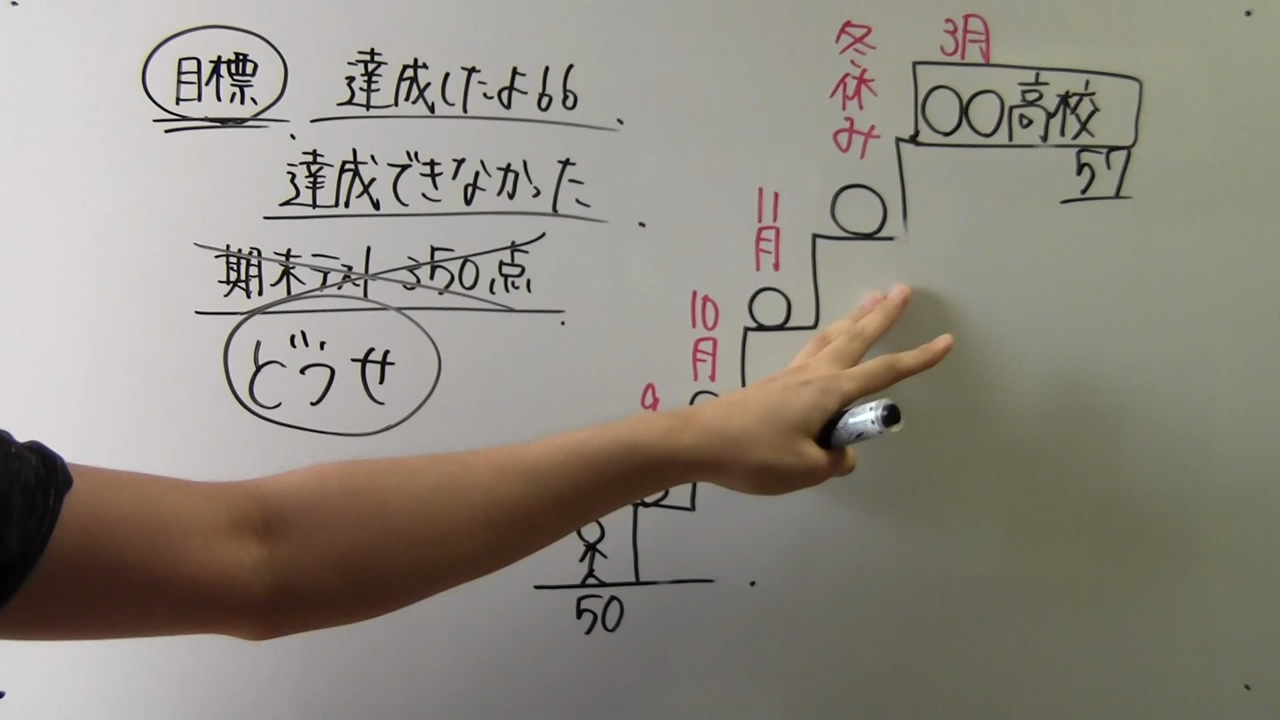 目標 達成したよ66
達成できなかった
期末テスト 350点
どうせ
3月
〇〇高校
57
冬休み
11月
10月
9
50